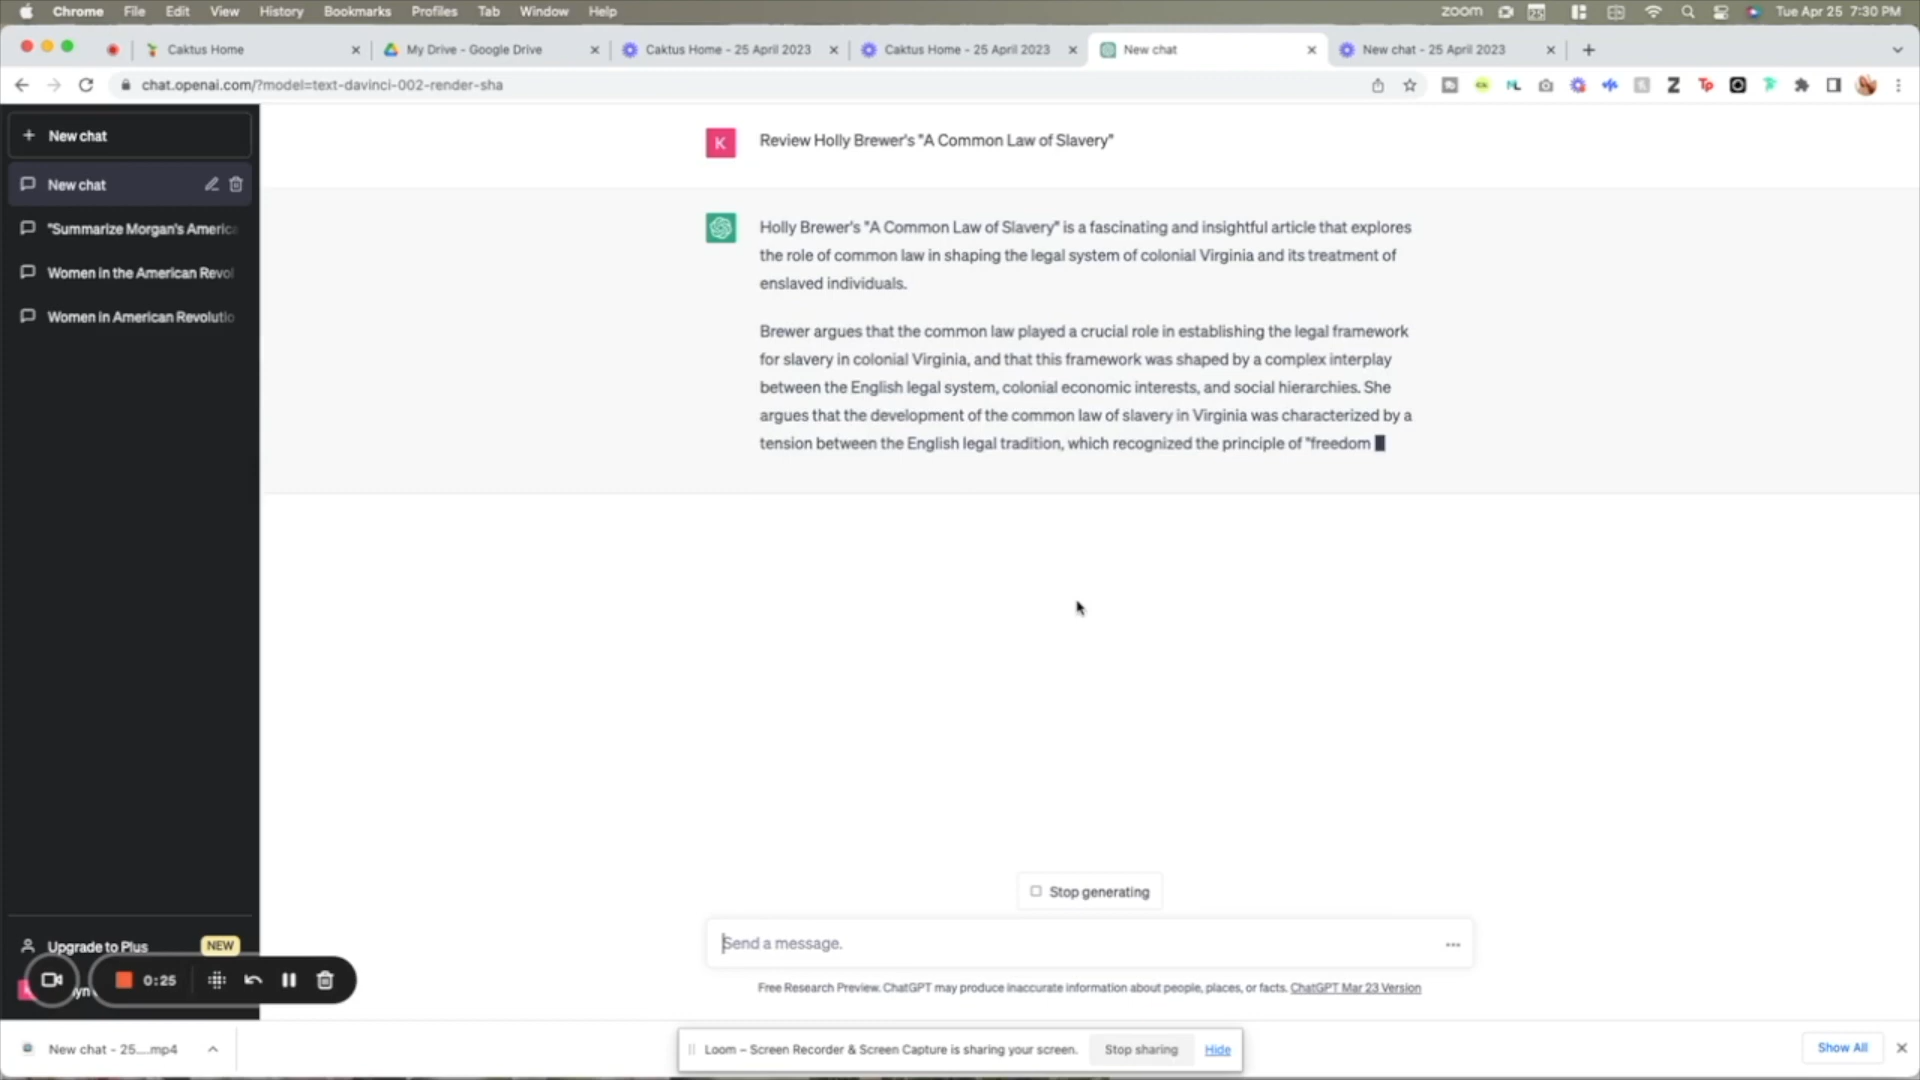 Chrome File Edit View History Bookmarks Profiles Tab Window Help
zoom 25 Tue Apr 25 7:30 PM
Caktus Home
My Drive - Google Drive
Caktus Home - 25 April 2023
Caktus Home - 25 April 2023
New chat
New chat - 25 April 2023
chat.openai.com/?model=text-davinci-002-render-sha
+ New chat
New chat
"Summarize Morgan's America
Women in the American Revol
Women in American Revolutio
K
Review Holly Brewer's "A Common Law of Slavery"
Holly Brewer's "A Common Law of Slavery" is a fascinating and insightful article that explores
the role of common law in shaping the legal system of colonial Virginia and its treatment of
enslaved individuals.
Brewer argues that the common law played a crucial role in establishing the legal framework
for slavery in colonial Virginia, and that this framework was shaped by a complex interplay
between the English legal system, colonial economic interests, and social hierarchies. She
argues that the development of the common law of slavery in Virginia was characterized by a
tension between the English legal tradition, which recognized the principle of "freedom
Stop generating
Send a message.
Free Research Preview. ChatGPT may produce inaccurate information about people, places, or facts. ChatGPT Mar 23 Version
Upgrade to Plus NEW
0:25
New chat - 25....mp4
Loom – Screen Recorder & Screen Capture is sharing your screen. Stop sharing Hide
Show All